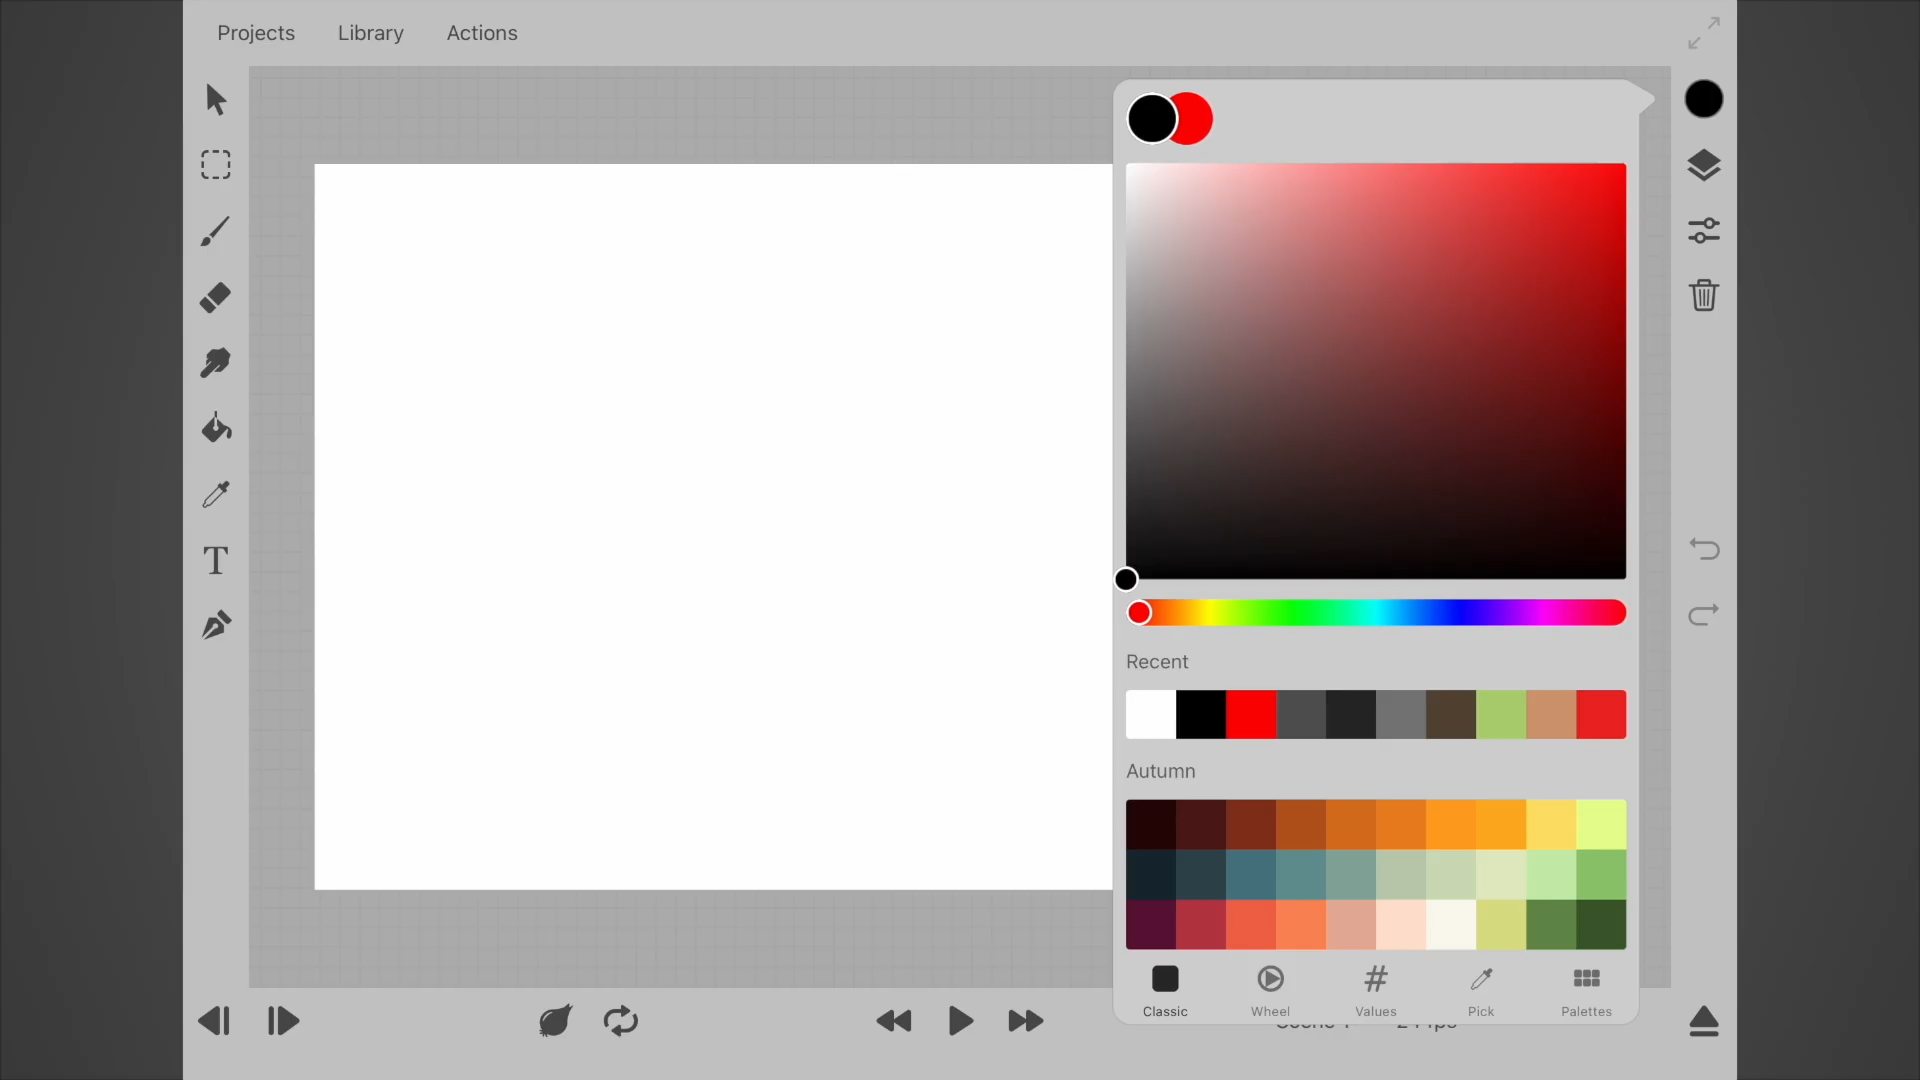 Projects Library Actions
T
Recent
Autumn
#
Classic Wheel Values Pick Palettes